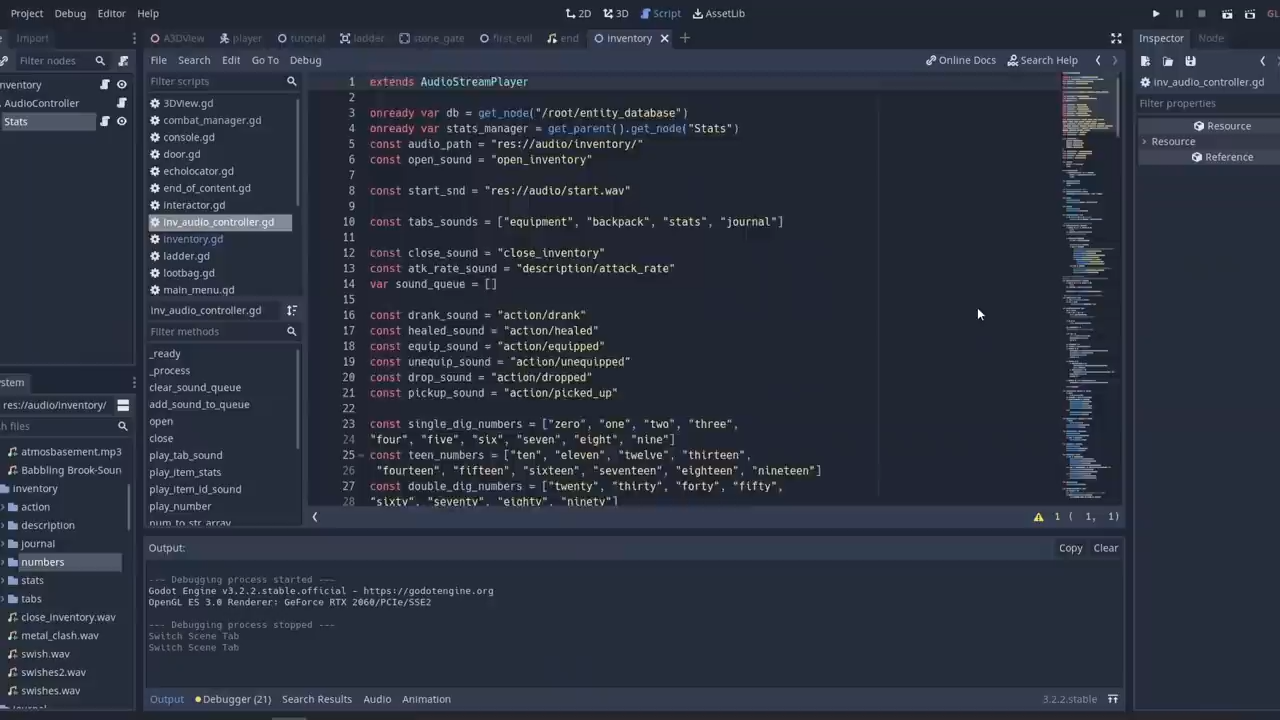 Project Debug Editor Help
2D 3D Script AssetLib
GL
Import
A3DView player tutorial ladder stone_gate first_evil end inventory
Inspector Node
Filter nodes
nventory
AudioController
Stats
File Search Edit Go To Debug
Online Docs Search Help
Filter scripts
3DView.gd
combat_manager.gd
console.gd
door.gd
echolocator.gd
end_of_content.gd
interactor.gd
inv_audio_controller.gd
inventory.gd
ladder.gd
lootbag.gd
main_menu.gd
inv_audio_controller.gd
Filter methods
_ready
_process
clear_sound_queue
add_sound_to_queue
open
close
play_tab_sound
play_item_stats
play_item_id_sound
play_number
num_to_str_array
1 extends AudioStreamPlayer
2
3 onready var db = get_node("/root/entity_database")
4 onready var stats_manager = get_parent().get_node("Stats")
5 const audio_path = "res://audio/inventory/"
6 const open_sound = "open_inventory"
7
8 const start_snd = "res://audio/start.wav"
9
10 const tabs_sounds = ["equipment", "backpack", "stats", "journal"]
11
12 const close_sound = "close_inventory"
13 const atk_rate_sound = "description/attack_rate"
14 var sound_queue = []
15
16 const drank_sound = "action/drank"
17 const healed_sound = "action/healed"
18 const equip_sound = "action/equipped"
19 const unequip_sound = "action/unequipped"
20 const drop_sound = "action/dropped"
21 const pickup_sound = "action/picked_up"
22
23 const "three",
24 "four", "five", "six", "seven", "eight", "nine"]
25 const teen_numbers = ["ten", "eleven", "twelve", "thirteen",
26 "fourteen", "fifteen", "sixteen", "seventeen", "eighteen", "nineteen"]
27 const "twenty", "thirty", "forty", "fifty",
28 "sixty", "seventy", "eighty", "ninety"]
1 ( 1, 1)
inv_audio_controller.gd
Filter properties
Resource
Resource
Reference
ystem
res://audio/inventory/
files
atmosbasement.mp3
Babbling Brook-Soun
inventory
action
description
journal
numbers
stats
tabs
close_inventory.wav
metal_clash.wav
swish.wav
swishes2.wav
swishes.wav
Output:
Copy Clear
--- Debugging process started ---
Godot Engine v3.2.2.stable.official - https://godotengine.org
OpenGL ES 3.0 Renderer: GeForce RTX 2060/PCIe/SSE2
--- Debugging process stopped ---
Switch Scene Tab
Switch Scene Tab
Output Debugger (21) Search Results Audio Animation
3.2.2.stable